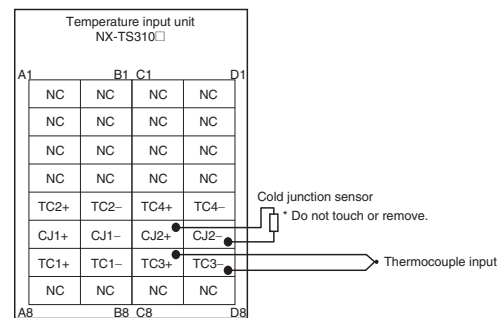 Temperature input unit
NX-TS310□
A1 B1 C1 D1
NC NC NC NC
NC NC NC NC
NC NC NC NC
NC NC NC NC
TC2+ TC2− TC4+ TC4−
CJ1+ CJ1− CJ2+ CJ2−
TC1+ TC1− TC3+ TC3−
NC NC NC NC
A8 B8 C8 D8
Cold junction sensor
* Do not touch or remove.
Thermocouple input